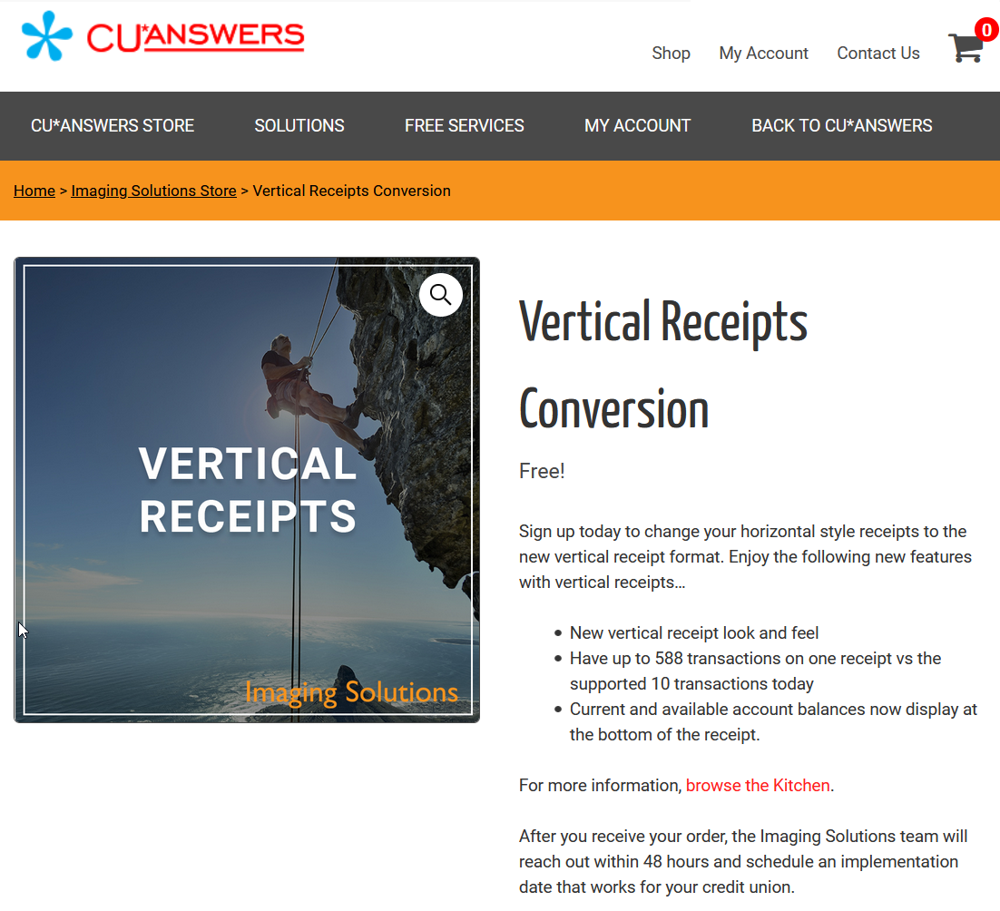 CU*ANSWERS
0
Shop My Account Contact Us
CU*ANSWERS STORE SOLUTIONS FREE SERVICES MY ACCOUNT BACK TO CU*ANSWERS
Home > Imaging Solutions Store > Vertical Receipts Conversion
VERTICAL
RECEIPTS
Imaging Solutions
Vertical Receipts
Conversion
Free!
Sign up today to change your horizontal style receipts to the
new vertical receipt format. Enjoy the following new features
with vertical receipts…
• New vertical receipt look and feel
• Have up to 588 transactions on one receipt vs the
supported 10 transactions today
• Current and available account balances now display at
the bottom of the receipt.
For more information, browse the Kitchen.
After you receive your order, the Imaging Solutions team will
reach out within 48 hours and schedule an implementation
date that works for your credit union.